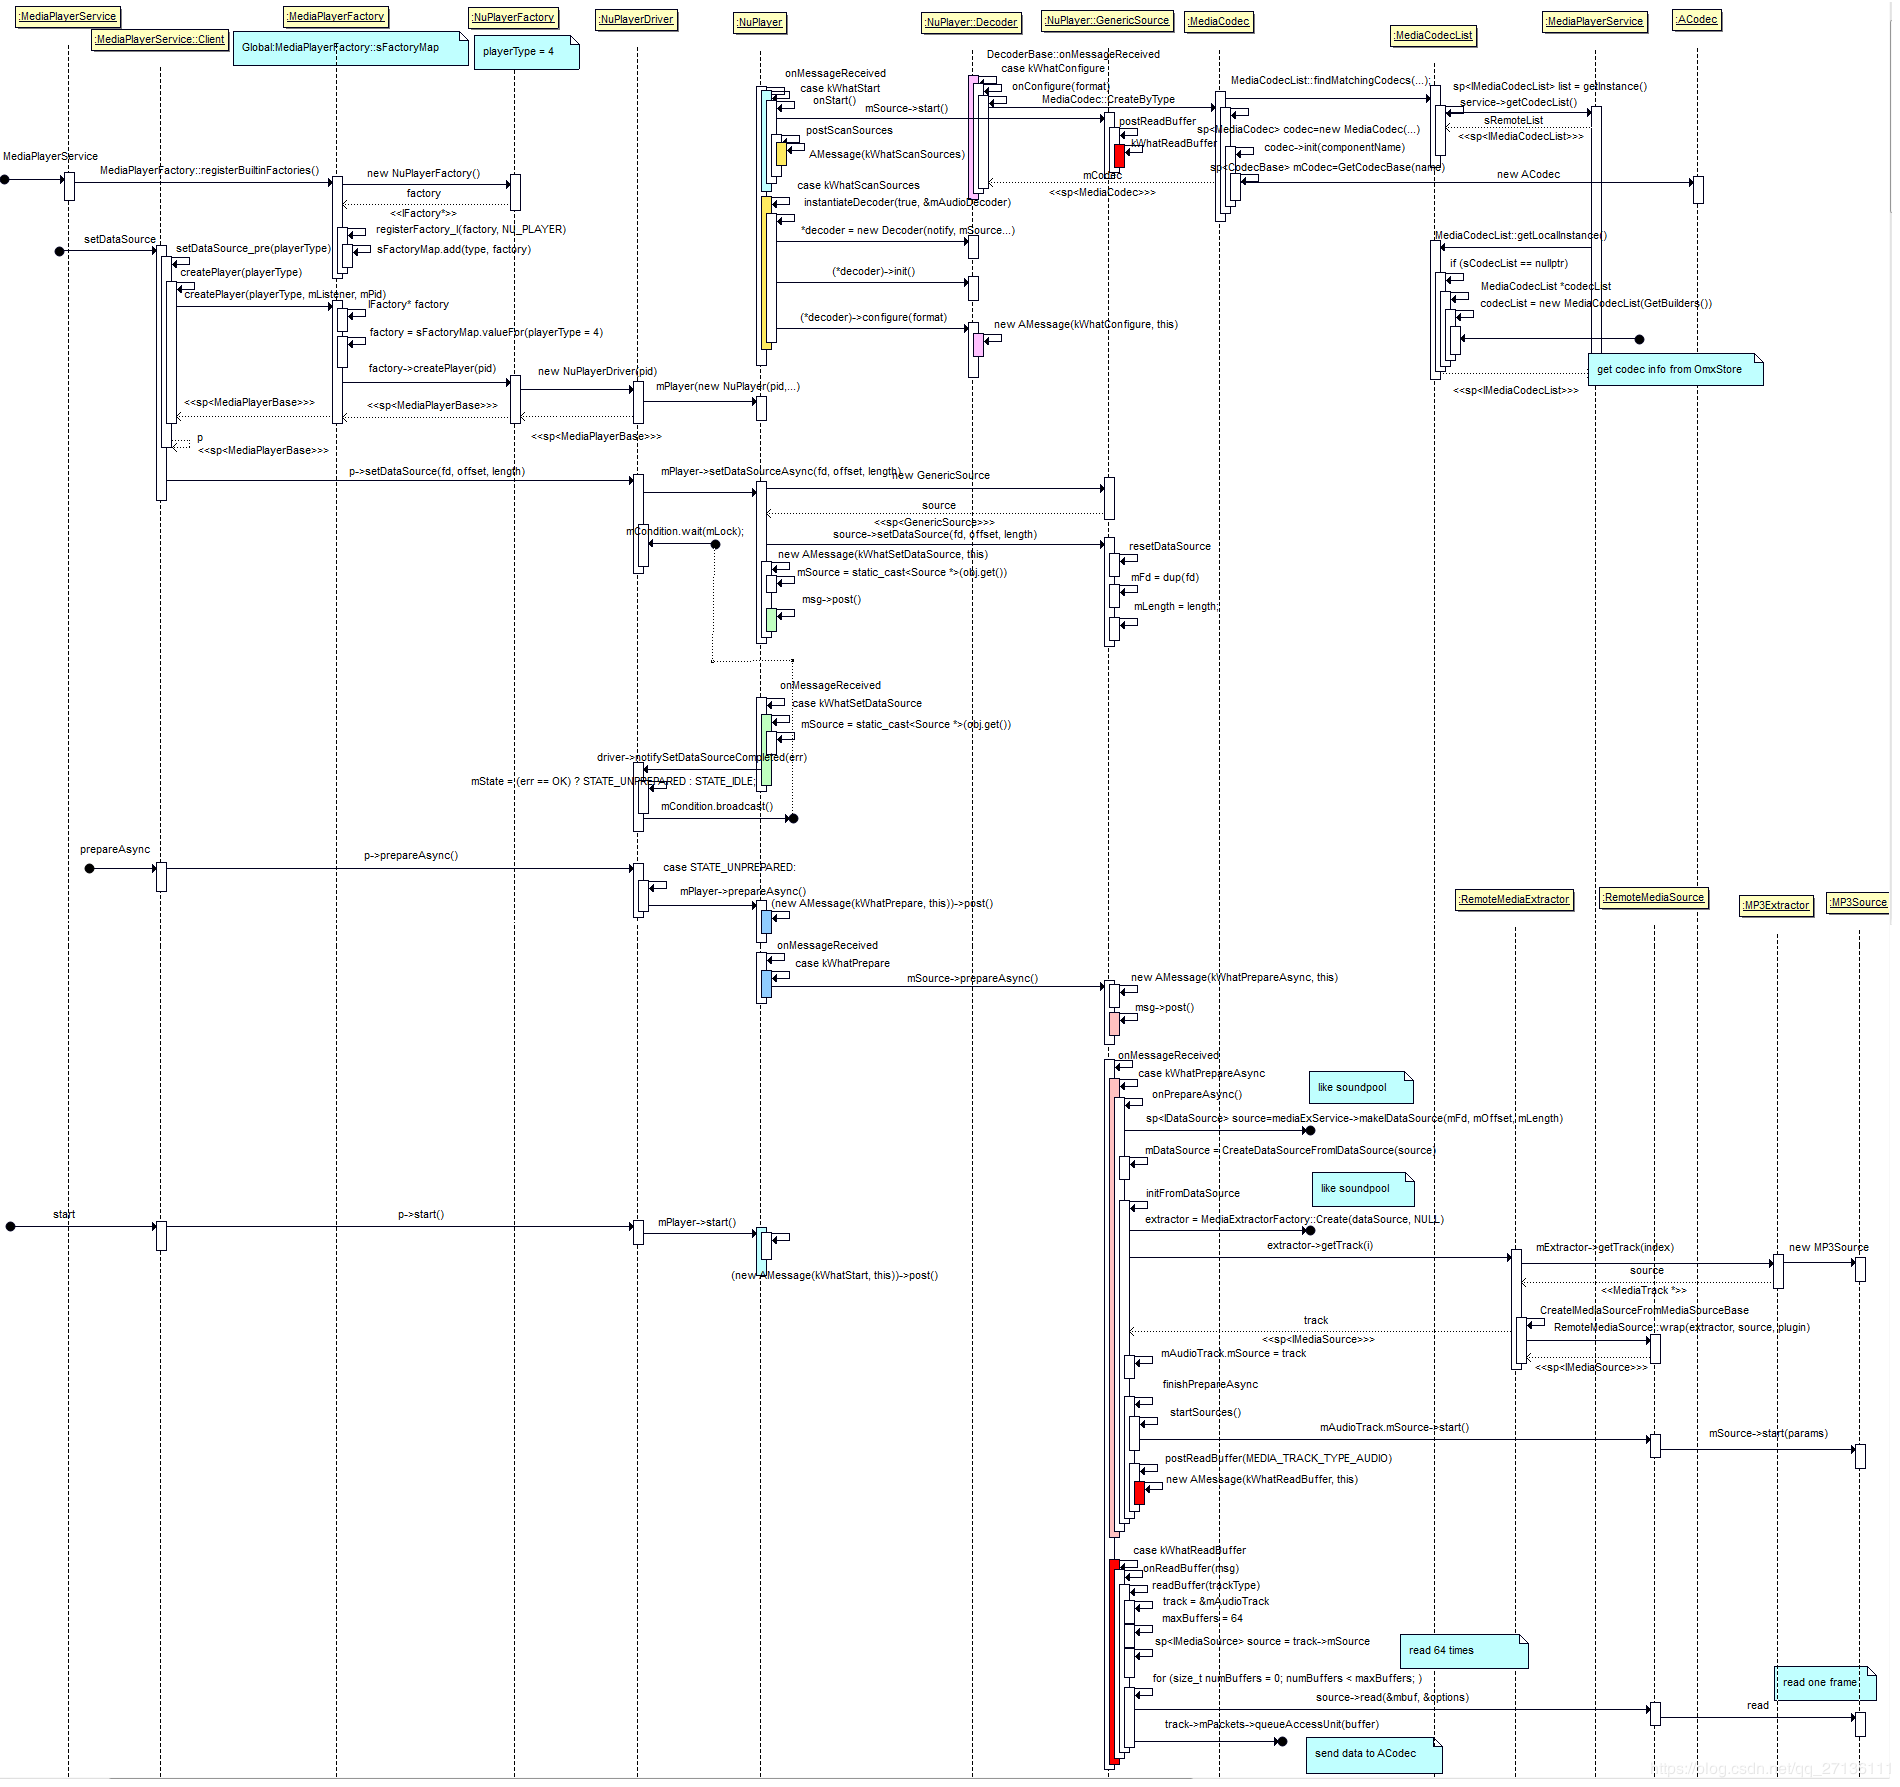 :MediaPlayerService
:MediaPlayerService::Client
:MediaPlayerFactory
:NuPlayerFactory
:NuPlayerDriver
:NuPlayer
:NuPlayer::Decoder
:NuPlayer::GenericSource
:MediaCodec
:MediaCodecList
:MediaPlayerService
:ACodec
Global:MediaPlayerFactory::sFactoryMap
playerType = 4
onMessageReceived
case kWhatStart
onStart()
mSource->start()
postScanSources
AMessage(kWhatScanSources)
case kWhatScanSources
instantiateDecoder(true, &mAudioDecoder)
*decoder = new Decoder(notify, mSource...)
(*decoder)->init()
(*decoder)->configure(format)
new AMessage(kWhatConfigure, this)
DecoderBase::onMessageReceived
case kWhatConfigure
onConfigure(format)
MediaCodec::CreateByType
postReadBuffer
kWhatReadBuffer
mCodec
<<sp<MediaCodec>>>
MediaCodecList::findMatchingCodecs(...);
sp<MediaCodec> codec=new MediaCodec(...)
codec->init(componentName)
sp<CodecBase> mCodec=GetCodecBase(name)
sp<IMediaCodecList> list = getInstance()
service->getCodecList()
sRemoteList
<<sp<IMediaCodecList>>>
new ACodec
MediaCodecList::getLocalInstance()
if (sCodecList == nullptr)
MediaCodecList *codecList
codecList = new MediaCodecList(GetBuilders())
get codec info from OmxStore
<<sp<IMediaCodecList>>>
MediaPlayerService
MediaPlayerFactory::registerBuiltinFactories()
new NuPlayerFactory()
factory
<<IFactory*>>
registerFactory_l(factory, NU_PLAYER)
sFactoryMap.add(type, factory)
setDataSource
setDataSource_pre(playerType)
createPlayer(playerType)
createPlayer(playerType, mListener, mPid)
IFactory* factory
factory = sFactoryMap.valueFor(playerType = 4)
factory->createPlayer(pid)
new NuPlayerDriver(pid)
mPlayer(new NuPlayer(pid,...)
<<sp<MediaPlayerBase>>>
<<sp<MediaPlayerBase>>>
<<sp<MediaPlayerBase>>>
p
<<sp<MediaPlayerBase>>>
p->setDataSource(fd, offset, length)
mPlayer->setDataSourceAsync(fd, offset, length)
new GenericSource
source
<<sp<GenericSource>>>
mCondition.wait(mLock);
source->setDataSource(fd, offset, length)
new AMessage(kWhatSetDataSource, this)
mSource = static_cast<Source *>(obj.get())
msg->post()
resetDataSource
mFd = dup(fd)
mLength = length;
onMessageReceived
case kWhatSetDataSource
mSource = static_cast<Source *>(obj.get())
driver->notifySetDataSourceCompleted(err)
mState = (err == OK) ? STATE_UNPREPARED : STATE_IDLE;
mCondition.broadcast()
prepareAsync
p->prepareAsync()
case STATE_UNPREPARED:
mPlayer->prepareAsync()
(new AMessage(kWhatPrepare, this))->post()
onMessageReceived
case kWhatPrepare
mSource->prepareAsync()
new AMessage(kWhatPrepareAsync, this)
msg->post()
:RemoteMediaExtractor
:RemoteMediaSource
:MP3Extractor
:MP3Source
onMessageReceived
case kWhatPrepareAsync
onPrepareAsync()
like soundpool
sp<IDataSource> source=mediaExService->makeIDataSource(mFd, mOffset, mLength)
mDataSource = CreateDataSourceFromIDataSource(source)
like soundpool
initFromDataSource
extractor = MediaExtractorFactory::Create(dataSource, NULL)
extractor->getTrack(i)
start
p->start()
mPlayer->start()
(new AMessage(kWhatStart, this))->post()
mExtractor->getTrack(index)
new MP3Source
source
<<MediaTrack *>>
CreateIMediaSourceFromMediaSourceBase
RemoteMediaSource::wrap(extractor, source, plugin)
<<sp<IMediaSource>>>
track
<<sp<IMediaSource>>>
mAudioTrack.mSource = track
finishPrepareAsync
startSources()
mAudioTrack.mSource->start()
mSource->start(params)
postReadBuffer(MEDIA_TRACK_TYPE_AUDIO)
new AMessage(kWhatReadBuffer, this)
case kWhatReadBuffer
onReadBuffer(msg)
readBuffer(trackType)
track = &mAudioTrack
maxBuffers = 64
sp<IMediaSource> source = track->mSource
read 64 times
for (size_t numBuffers = 0; numBuffers < maxBuffers; )
source->read(&mbuf, &options)
read one frame
read
track->mPackets->queueAccessUnit(buffer)
send data to ACodec